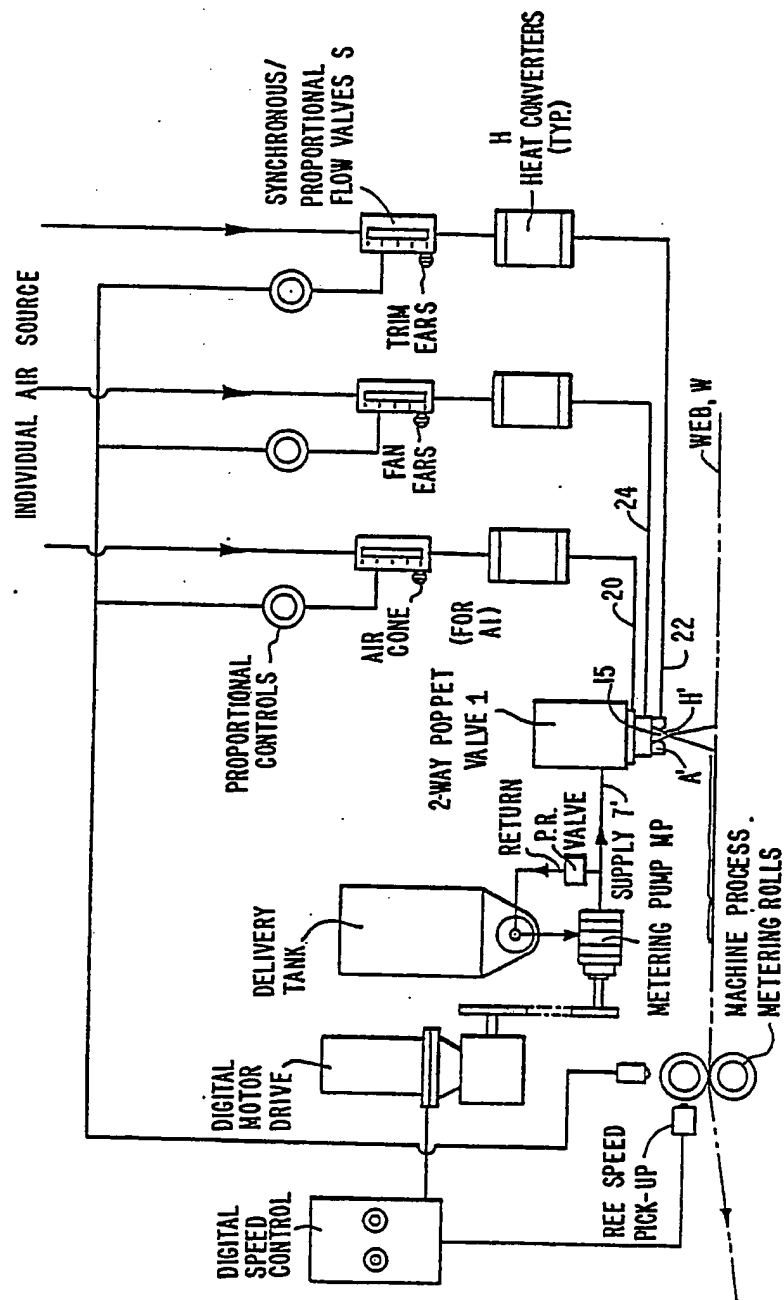 INDIVIDUAL AIR SOURCE
SYNCHRONOUS/
PROPORTIONAL
FLOW VALVES S
PROPORTIONAL
CONTROLS
AIR
CONE
(FOR
A1)
FAN
EARS
TRIM
EARS
H
HEAT CONVERTERS
(TYP.)
DIGITAL
SPEED
CONTROL
DIGITAL
MOTOR
DRIVE
DELIVERY
TANK
2-WAY POPPET
VALVE 1
RETURN
P.R.
VALVE
SUPPLY 7'
METERING PUMP MP
15
20
24
22
A'
H'
WEB, W
REE SPEED
PICK-UP
MACHINE PROCESS.
METERING ROLLS